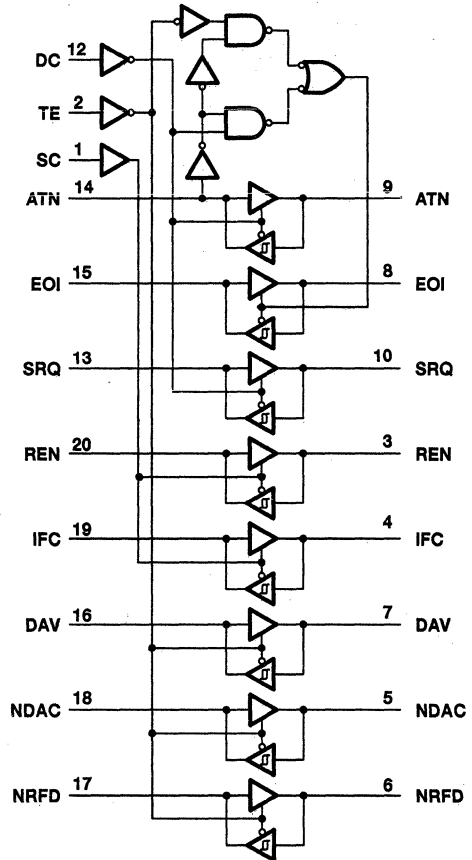 DC 12
TE 2
SC 1
ATN 14 9 ATN
EOI 15 8 EOI
SRQ 13 10 SRQ
REN 20 3 REN
IFC 19 4 IFC
DAV 16 7 DAV
NDAC 18 5 NDAC
NRFD 17 6 NRFD